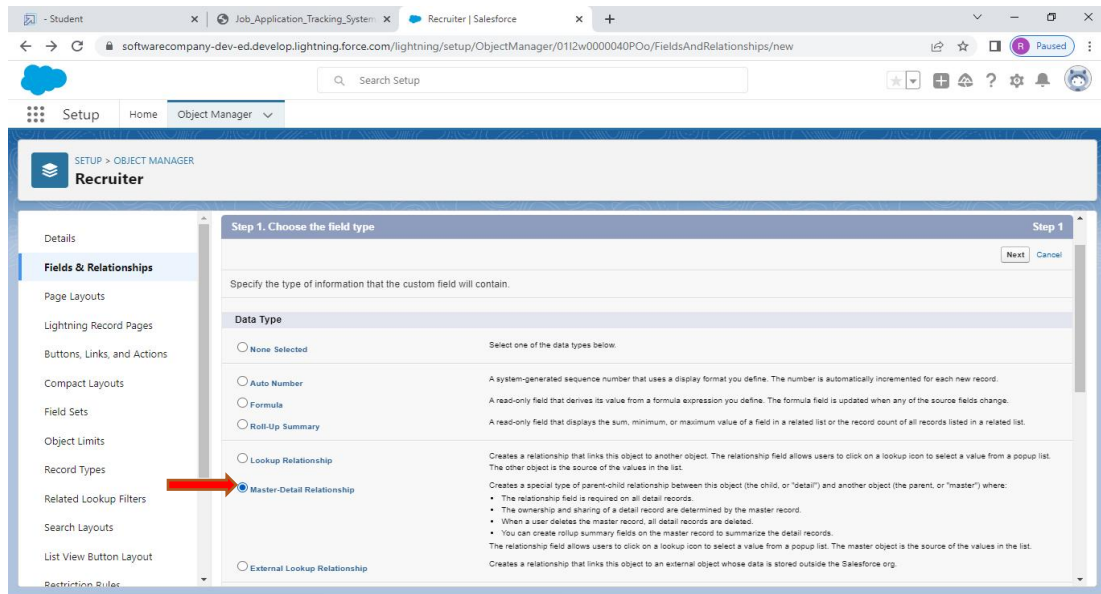 - Student
Job_Application_Tracking_System
Recruiter | Salesforce
softwarecompany-dev-ed.develop.lightning.force.com/lightning/setup/ObjectManager/01I2w0000040POo/FieldsAndRelationships/new
R Paused
Search Setup
Setup Home Object Manager
SETUP > OBJECT MANAGER
Recruiter
Details
Fields & Relationships
Page Layouts
Lightning Record Pages
Buttons, Links, and Actions
Compact Layouts
Field Sets
Object Limits
Record Types
Related Lookup Filters
Search Layouts
List View Button Layout
Restriction Rules
Step 1. Choose the field type Step 1
Next Cancel
Specify the type of information that the custom field will contain.
Data Type
None Selected Select one of the data types below.
Auto Number A system-generated sequence number that uses a display format you define. The number is automatically incremented for each new record.
Formula A read-only field that derives its value from a formula expression you define. The formula field is updated when any of the source fields change.
Roll-Up Summary A read-only field that displays the sum, minimum, or maximum value of a field in a related list or the record count of all records listed in a related list.
Lookup Relationship Creates a relationship that links this object to another object. The relationship field allows users to click on a lookup icon to select a value from a popup list.
The other object is the source of the values in the list.
Master-Detail Relationship Creates a special type of parent-child relationship between this object (the child, or "detail") and another object (the parent, or "master") where:
• The relationship field is required on all detail records.
• The ownership and sharing of a detail record are determined by the master record.
• When a user deletes the master record, all detail records are deleted.
• You can create rollup summary fields on the master record to summarize the detail records.
The relationship field allows users to click on a lookup icon to select a value from a popup list. The master object is the source of the values in the list.
External Lookup Relationship Creates a relationship that links this object to an external object whose data is stored outside the Salesforce org.